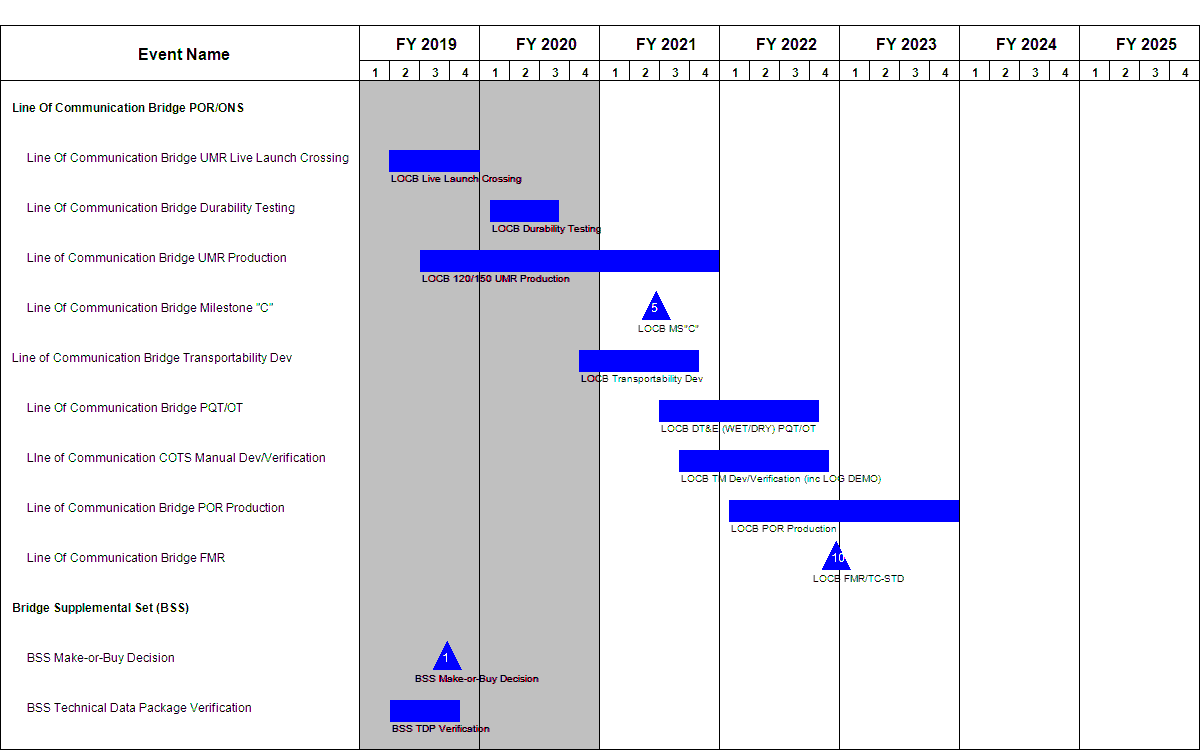 Event Name
FY 2019 FY 2020 FY 2021 FY 2022 FY 2023 FY 2024 FY 2025
1 2 3 4 1 2 3 4 1 2 3 4 1 2 3 4 1 2 3 4 1 2 3 4 1 2 3 4
Line Of Communication Bridge POR/ONS
Line Of Communication Bridge UMR Live Launch Crossing
LOCB Live Launch Crossing
Line Of Communication Bridge Durability Testing
LOCB Durability Testing
Line of Communication Bridge UMR Production
LOCB 120/150 UMR Production
Line Of Communication Bridge Milestone "C"
5
LOCB MS"C"
Line of Communication Bridge Transportability Dev
LOCB Transportability Dev
Line Of Communication Bridge PQT/OT
LOCB DT&E (WET/DRY) PQT/OT
LIne of Communication COTS Manual Dev/Verification
LOCB TM Dev/Verification (inc LOG DEMO)
Line of Communication Bridge POR Production
LOCB POR Production
Line Of Communication Bridge FMR
10
LOCB FMR/TC-STD
Bridge Supplemental Set (BSS)
BSS Make-or-Buy Decision
1
BSS Make-or-Buy Decision
BSS Technical Data Package Verification
BSS TDP Verification